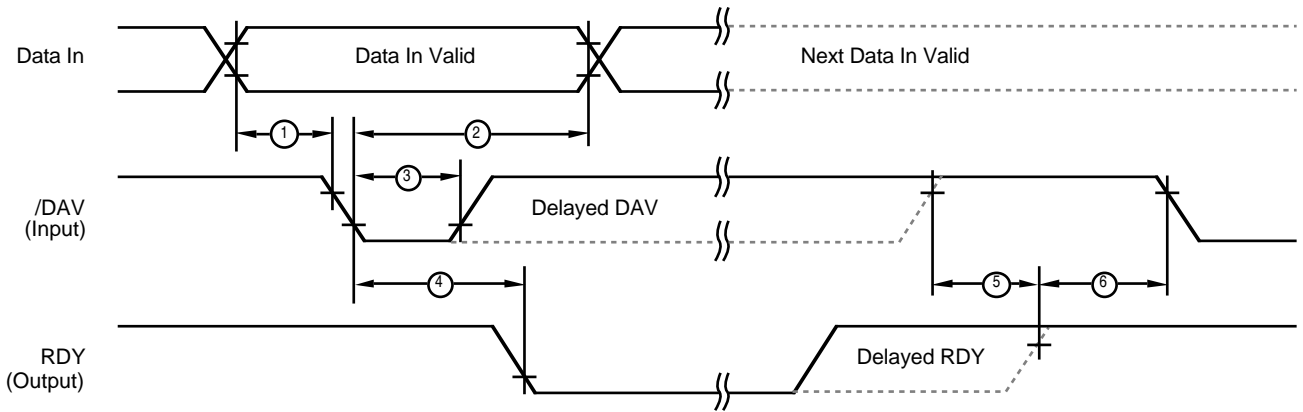 Data In
Data In Valid
Next Data In Valid
1
2
3
/DAV
(Input)
Delayed DAV
4
5
6
RDY
(Output)
Delayed RDY